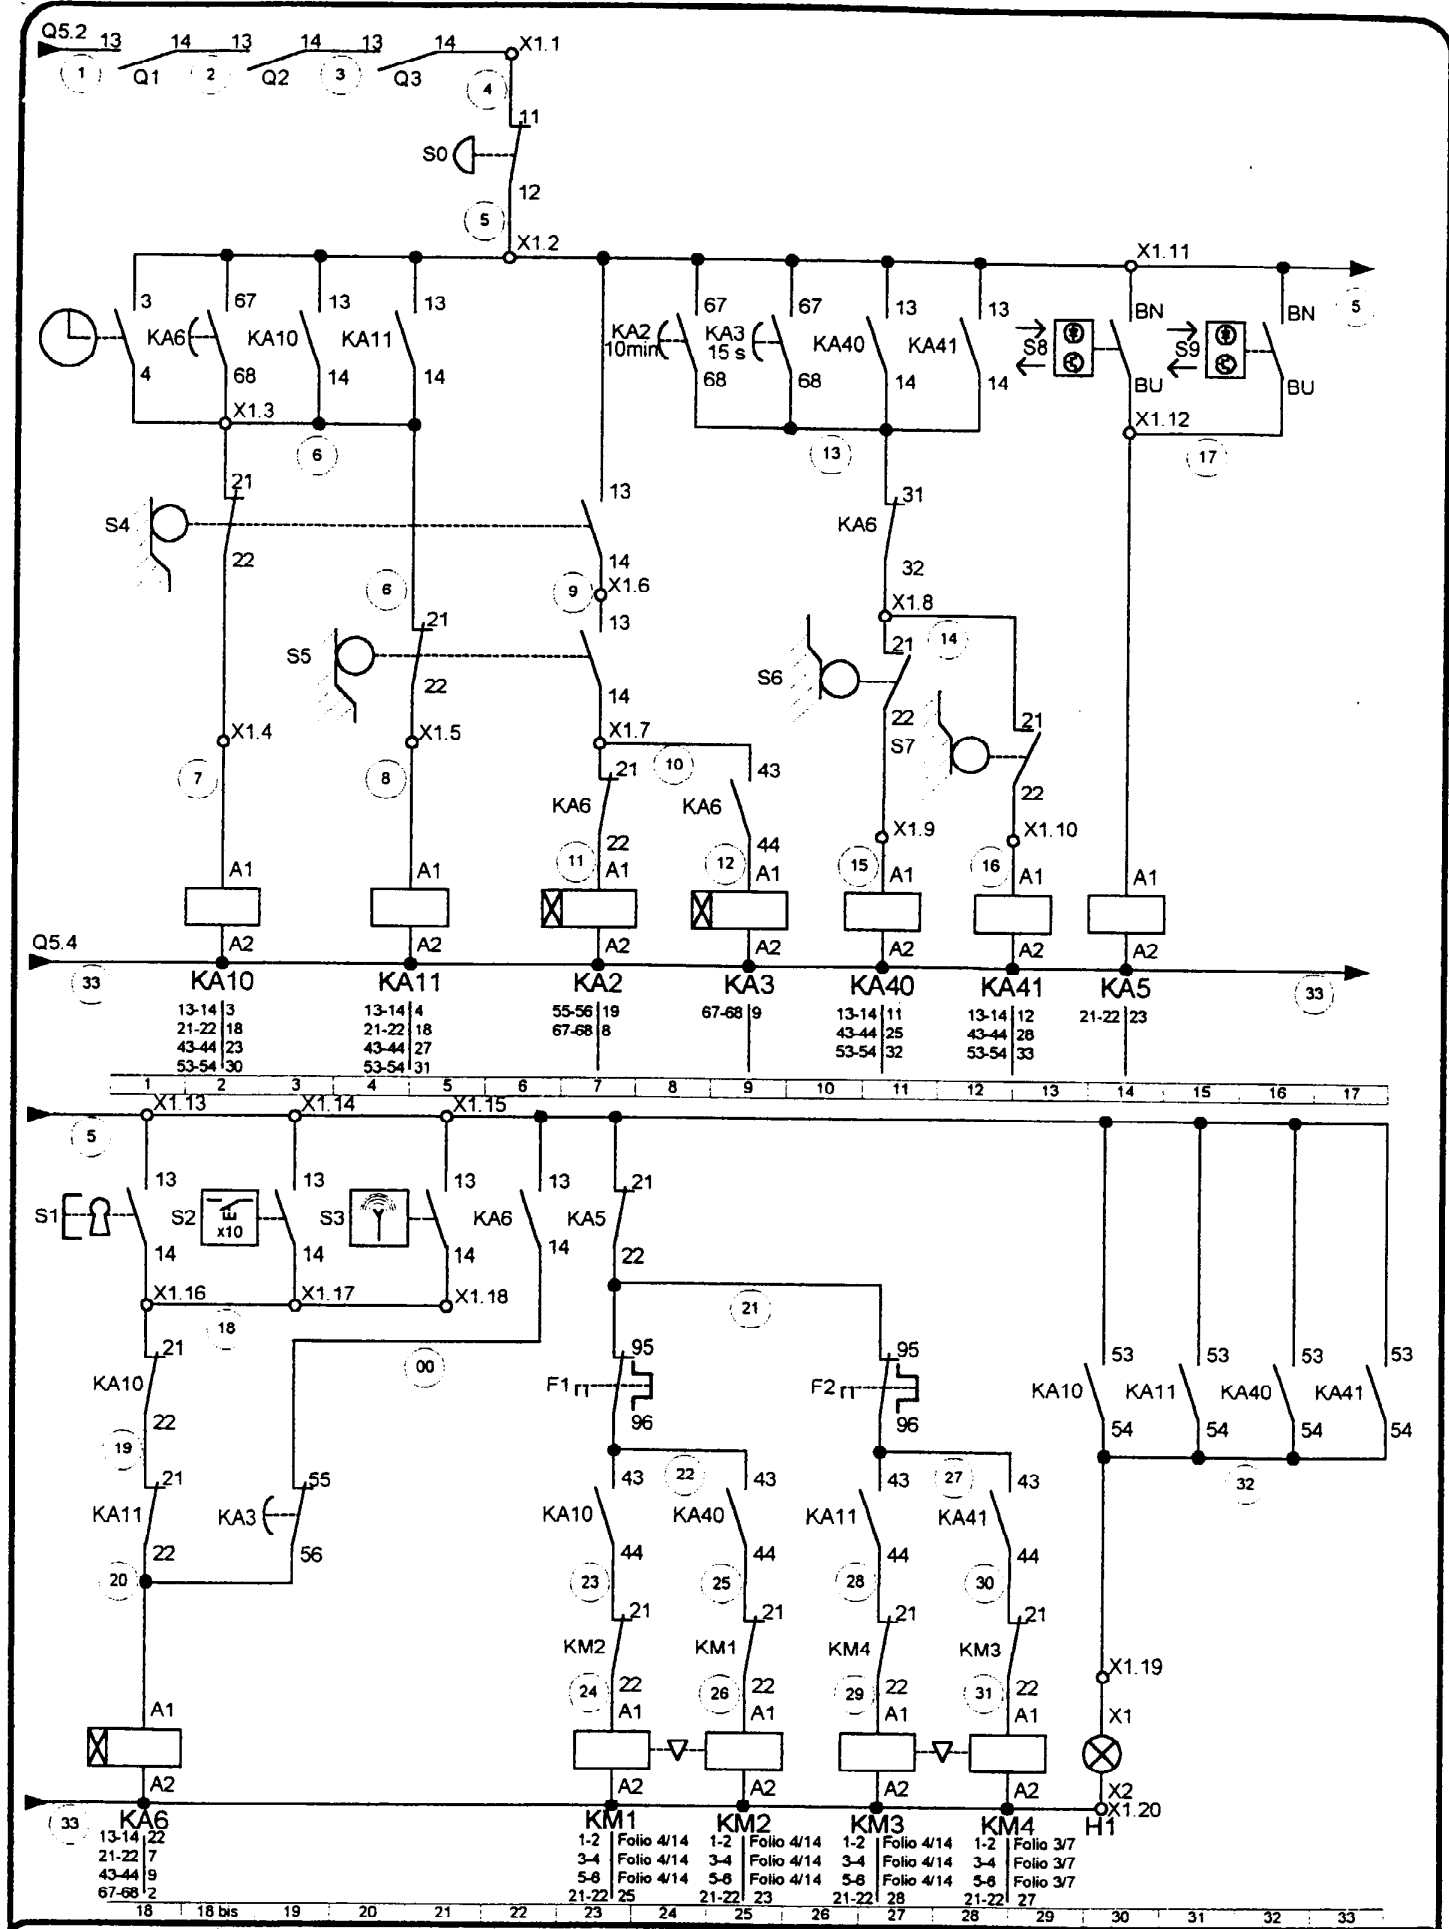 Q5.2 13 14 13 14 13 14 X1.1
1 Q1 2 Q2 3 Q3 4
11
S0
12
5
X1.2 X1.11
3 67 13 13 67 67 13 13 BN BN 5
KA6 KA10 KA11 KA2 10min KA3 15 s KA40 KA41 S8 S9
4 68 14 14 68 68 14 14 BU BU
X1.3 X1.12
6 13 17
21 13 31
S4 KA6
22 14 32
6 9 X1.6 X1.8
21 13 21 14
S5 S6
22 14 22 21
X1.4 X1.5 X1.7 S7
7 8 21 10 43 22
KA6 KA6
22 44 X1.9 X1.10
11 12 15 16
A1 A1 A1 A1 A1 A1 A1
Q5.4 A2 A2 A2 A2 A2 A2 A2
33 KA10 KA11 KA2 KA3 KA40 KA41 KA5 33
13-14 3 13-14 4 55-56 19 67-68 9 13-14 11 13-14 12 21-22 23
21-22 18 21-22 18 67-68 8 43-44 25 43-44 28
43-44 23 43-44 27 53-54 32 53-54 33
53-54 30 53-54 31
1 2 3 4 5 6 7 8 9 10 11 12 13 14 15 16 17
X1.13 X1.14 X1.15
5
13 13 13 13 21
S1 S2 x10 S3 KA6 KA5
14 14 14 14 22
X1.16 X1.17 X1.18
18 00 21
21 95 95 53 53 53 53
KA10 F1 F2 KA10 KA11 KA40 KA41
22 96 96 54 54 54 54
19 22 27 32
21 55 43 43 43 43
KA11 KA3 KA10 KA40 KA11 KA41
22 56 44 44 44 44
20 23 25 28 30
21 21 21 21
KM2 KM1 KM4 KM3
22 22 22 22 X1.19
24 26 29 31
A1 A1 A1 A1 A1 X1
A2 A2 A2 A2 A2 X2
33 KA6 KM1 KM2 KM3 KM4 H1 X1.20
13-14 22 1-2 Folio 4/14 1-2 Folio 4/14 1-2 Folio 4/14 1-2 Folio 3/7
21-22 7 3-4 Folio 4/14 3-4 Folio 4/14 3-4 Folio 4/14 3-4 Folio 3/7
43-44 9 5-6 Folio 4/14 5-6 Folio 4/14 5-6 Folio 4/14 5-6 Folio 3/7
67-68 2 21-22 25 21-22 23 21-22 28 21-22 27
18 18 bis 19 20 21 22 23 24 25 26 27 28 29 30 31 32 33